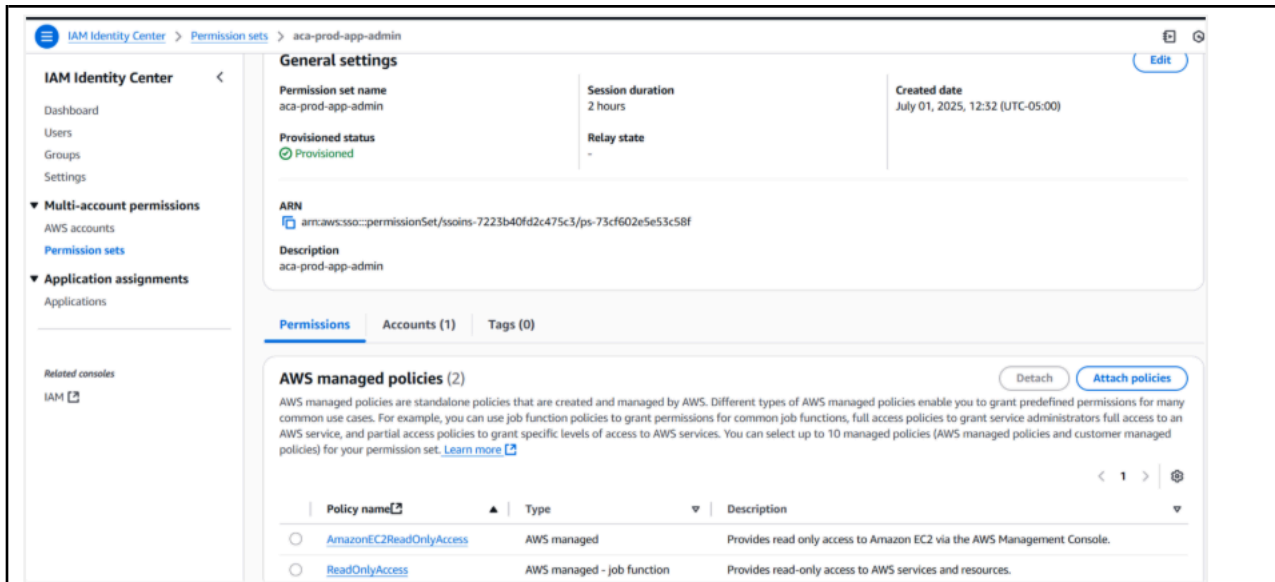 IAM Identity Center > Permission sets > aca-prod-app-admin
IAM Identity Center
Dashboard
Users
Groups
Settings
Multi-account permissions
AWS accounts
Permission sets
Application assignments
Applications
Related consoles
IAM
General settings
Edit
Permission set name
aca-prod-app-admin
Session duration
2 hours
Created date
July 01, 2025, 12:32 (UTC-05:00)
Provisioned status
Provisioned
Relay state
-
ARN
arn:aws:sso:::permissionSet/ssoins-7223b40fd2c475c3/ps-73cf602e5e53c58f
Description
aca-prod-app-admin
Permissions
Accounts (1)
Tags (0)
AWS managed policies (2)
Detach
Attach policies
AWS managed policies are standalone policies that are created and managed by AWS. Different types of AWS managed policies enable you to grant predefined permissions for many
common use cases. For example, you can use job function policies to grant permissions for common job functions, full access policies to grant service administrators full access to an
AWS service, and partial access policies to grant specific levels of access to AWS services. You can select up to 10 managed policies (AWS managed policies and customer managed
policies) for your permission set. Learn more
< 1 >
Policy name Type Description
AmazonEC2ReadOnlyAccess AWS managed Provides read only access to Amazon EC2 via the AWS Management Console.
ReadOnlyAccess AWS managed - job function Provides read-only access to AWS services and resources.